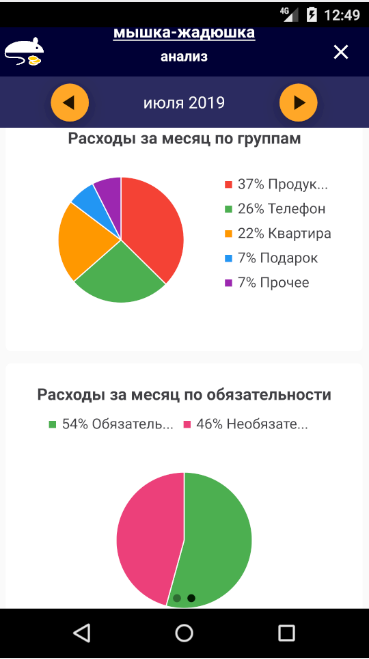 4G 12:49
мышка-жадюшка
анализ
июля 2019
Расходы за месяц по группам
37% Продук...
26% Телефон
22% Квартира
7% Подарок
7% Прочее
Расходы за месяц по обязательности
54% Обязатель... 46% Необязате...